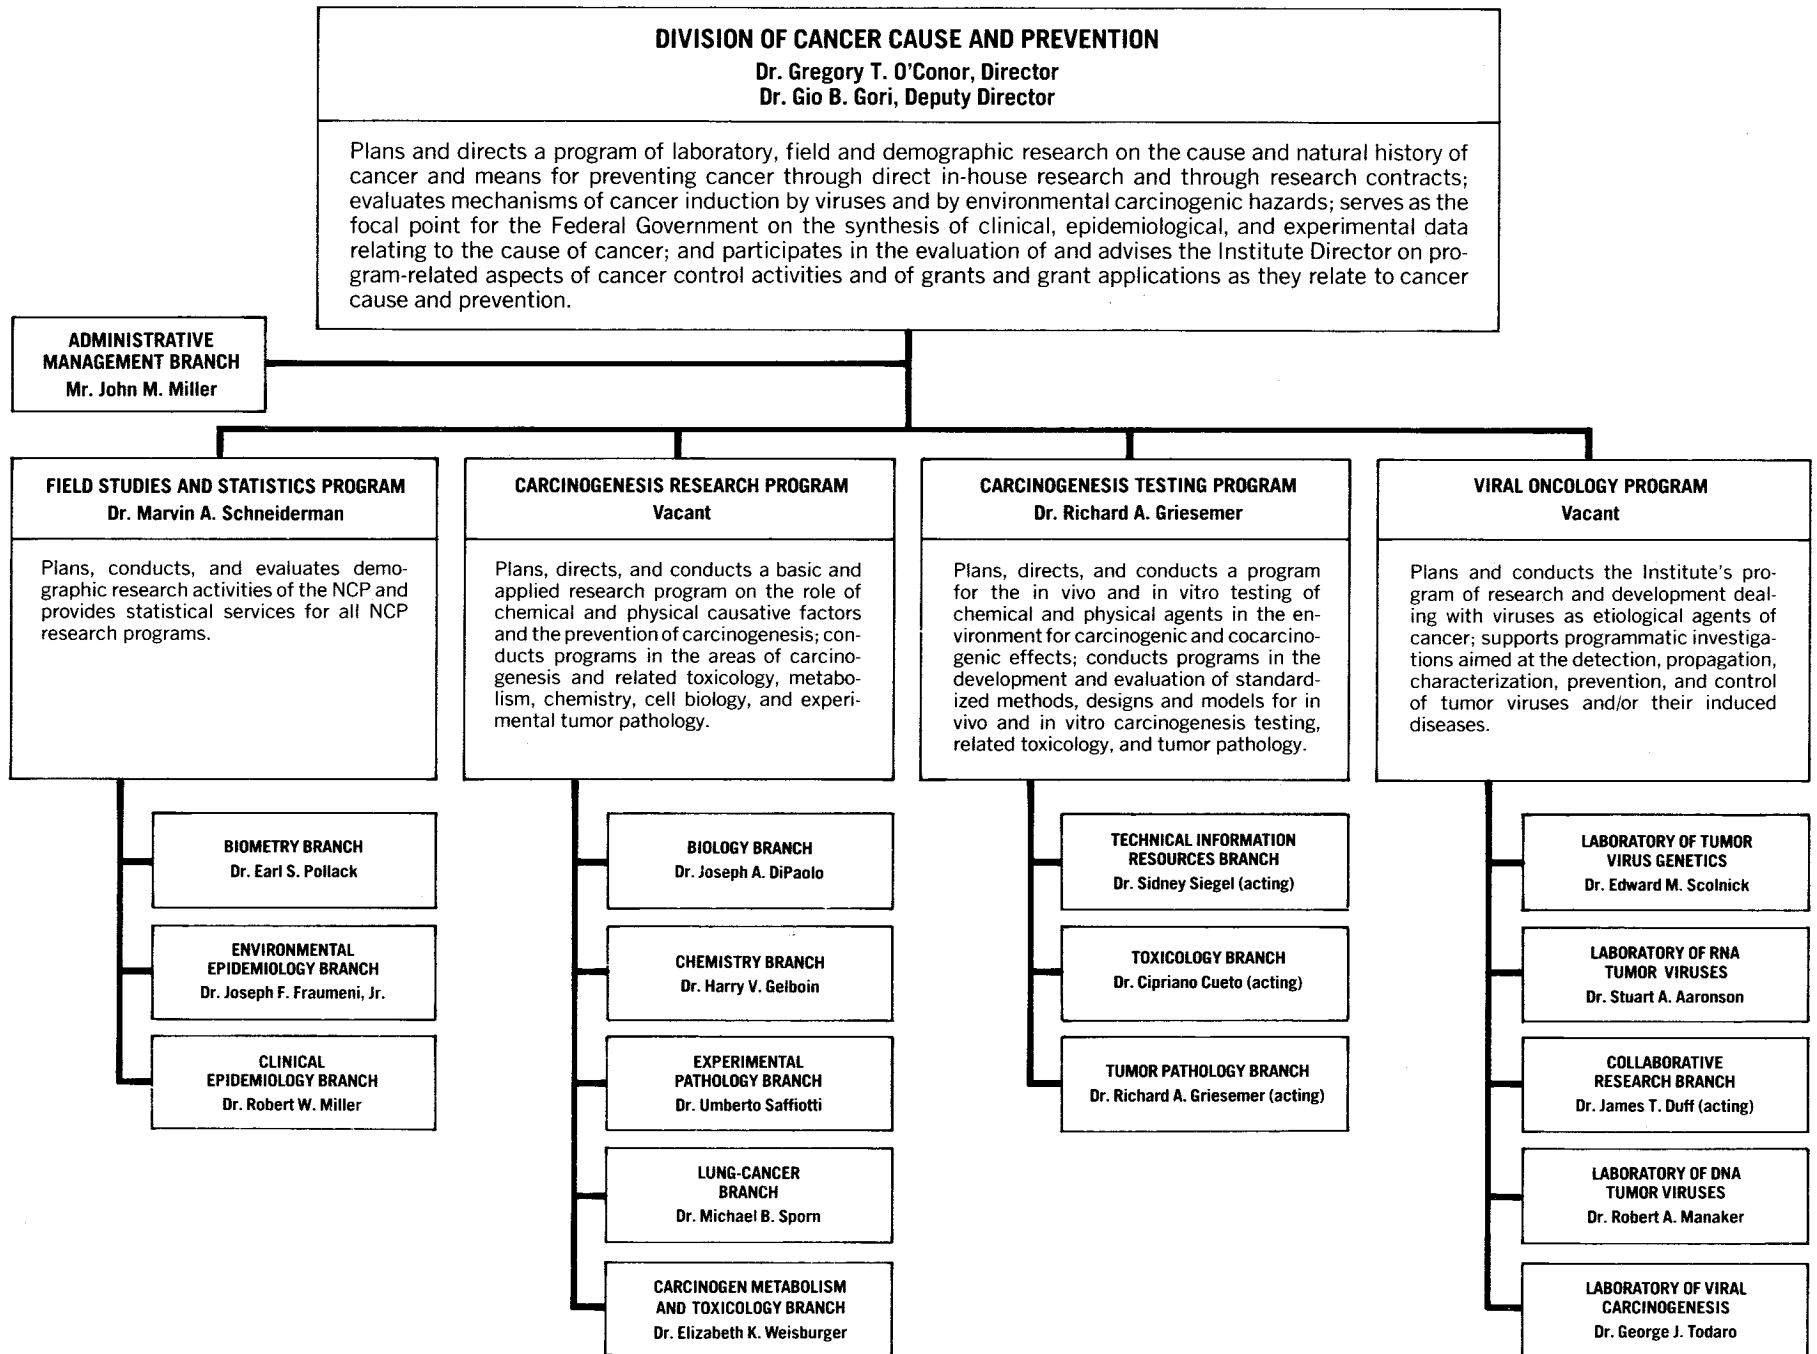 DIVISION OF CANCER CAUSE AND PREVENTION
Dr. Gregory T. O'Conor, Director
Dr. Gio B. Gori, Deputy Director
Plans and directs a program of laboratory, field and demographic research on the cause and natural history of
cancer and means for preventing cancer through direct in-house research and through research contracts;
evaluates mechanisms of cancer induction by viruses and by environmental carcinogenic hazards; serves as the
focal point for the Federal Government on the synthesis of clinical, epidemiological, and experimental data
relating to the cause of cancer; and participates in the evaluation of and advises the Institute Director on pro-
gram-related aspects of cancer control activities and of grants and grant applications as they relate to cancer
cause and prevention.
ADMINISTRATIVE
MANAGEMENT BRANCH
Mr. John M. Miller
FIELD STUDIES AND STATISTICS PROGRAM
Dr. Marvin A. Schneiderman
Plans, conducts, and evaluates demo-
graphic research activities of the NCP and
provides statistical services for all NCP
research programs.
BIOMETRY BRANCH
Dr. Earl S. Pollack
ENVIRONMENTAL
EPIDEMIOLOGY BRANCH
Dr. Joseph F. Fraumeni, Jr.
CLINICAL
EPIDEMIOLOGY BRANCH
Dr. Robert W. Miller
CARCINOGENESIS RESEARCH PROGRAM
Vacant
Plans, directs, and conducts a basic and
applied research program on the role of
chemical and physical causative factors
and the prevention of carcinogenesis; con-
ducts programs in the areas of carcino-
genesis and related toxicology, metabo-
lism, chemistry, cell biology, and experi-
mental tumor pathology.
BIOLOGY BRANCH
Dr. Joseph A. DiPaolo
CHEMISTRY BRANCH
Dr. Harry V. Gelboin
EXPERIMENTAL
PATHOLOGY BRANCH
Dr. Umberto Saffiotti
LUNG-CANCER
BRANCH
Dr. Michael B. Sporn
CARCINOGEN METABOLISM
AND TOXICOLOGY BRANCH
Dr. Elizabeth K. Weisburger
CARCINOGENESIS TESTING PROGRAM
Dr. Richard A. Griesemer
Plans, directs, and conducts a program
for the in vivo and in vitro testing of
chemical and physical agents in the en-
vironment for carcinogenic and cocarcino-
genic effects; conducts programs in the
development and evaluation of standard-
ized methods, designs and models for in
vivo and in vitro carcinogenesis testing,
related toxicology, and tumor pathology.
TECHNICAL INFORMATION
RESOURCES BRANCH
Dr. Sidney Siegel (acting)
TOXICOLOGY BRANCH
Dr. Cipriano Cueto (acting)
TUMOR PATHOLOGY BRANCH
Dr. Richard A. Griesemer (acting)
VIRAL ONCOLOGY PROGRAM
Vacant
Plans and conducts the Institute's pro-
gram of research and development deal-
ing with viruses as etiological agents of
cancer; supports programmatic investiga-
tions aimed at the detection, propagation,
characterization, prevention, and control
of tumor viruses and/or their induced
diseases.
LABORATORY OF TUMOR
VIRUS GENETICS
Dr. Edward M. Scolnick
LABORATORY OF RNA
TUMOR VIRUSES
Dr. Stuart A. Aaronson
COLLABORATIVE
RESEARCH BRANCH
Dr. James T. Duff (acting)
LABORATORY OF DNA
TUMOR VIRUSES
Dr. Robert A. Manaker
LABORATORY OF VIRAL
CARCINOGENESIS
Dr. George J. Todaro